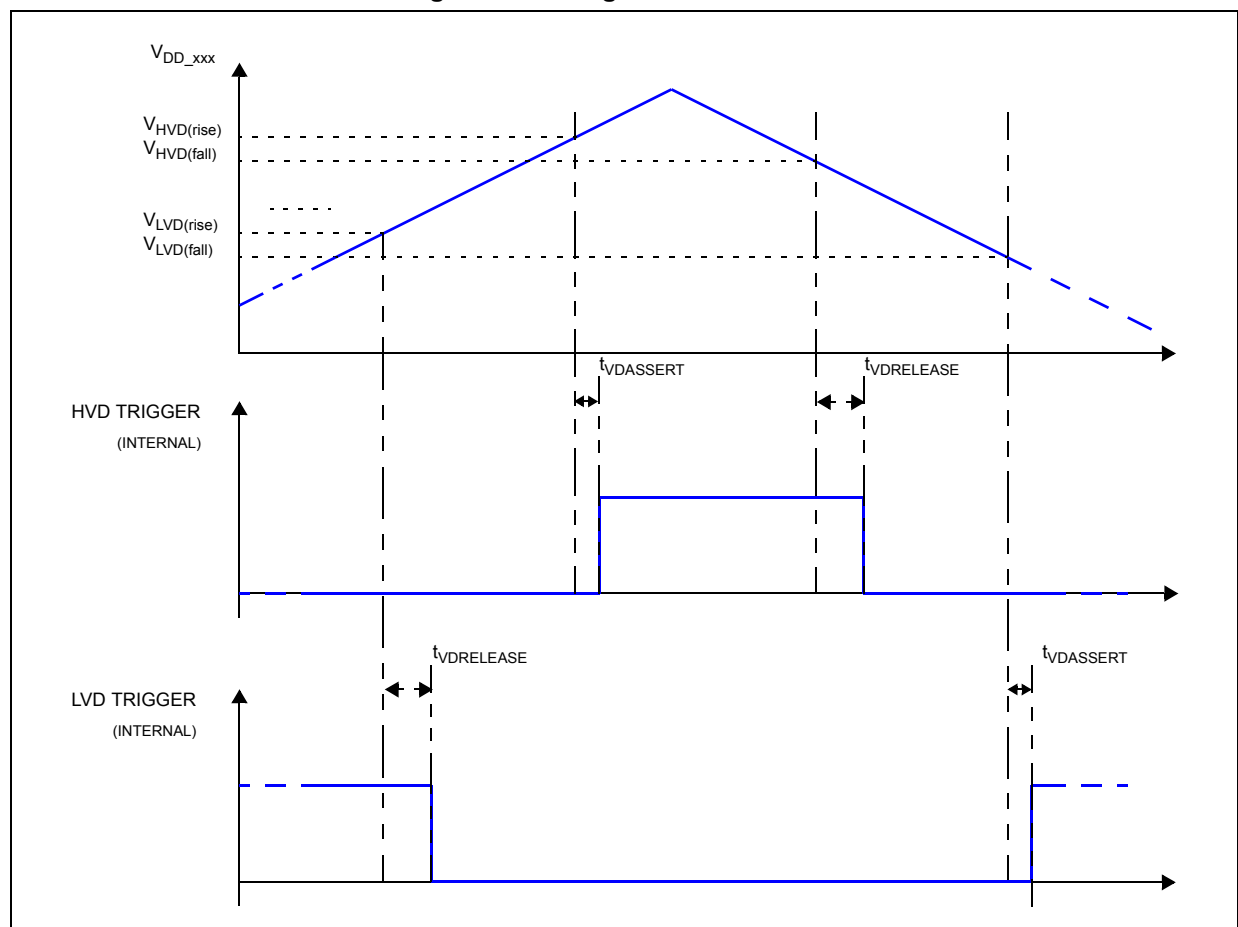 V_DD_xxx
V_HVD(rise)
V_HVD(fall)
V_LVD(rise)
V_LVD(fall)
t_VDASSERT
t_VDRELEASE
HVD TRIGGER
(INTERNAL)
t_VDRELEASE
t_VDASSERT
LVD TRIGGER
(INTERNAL)